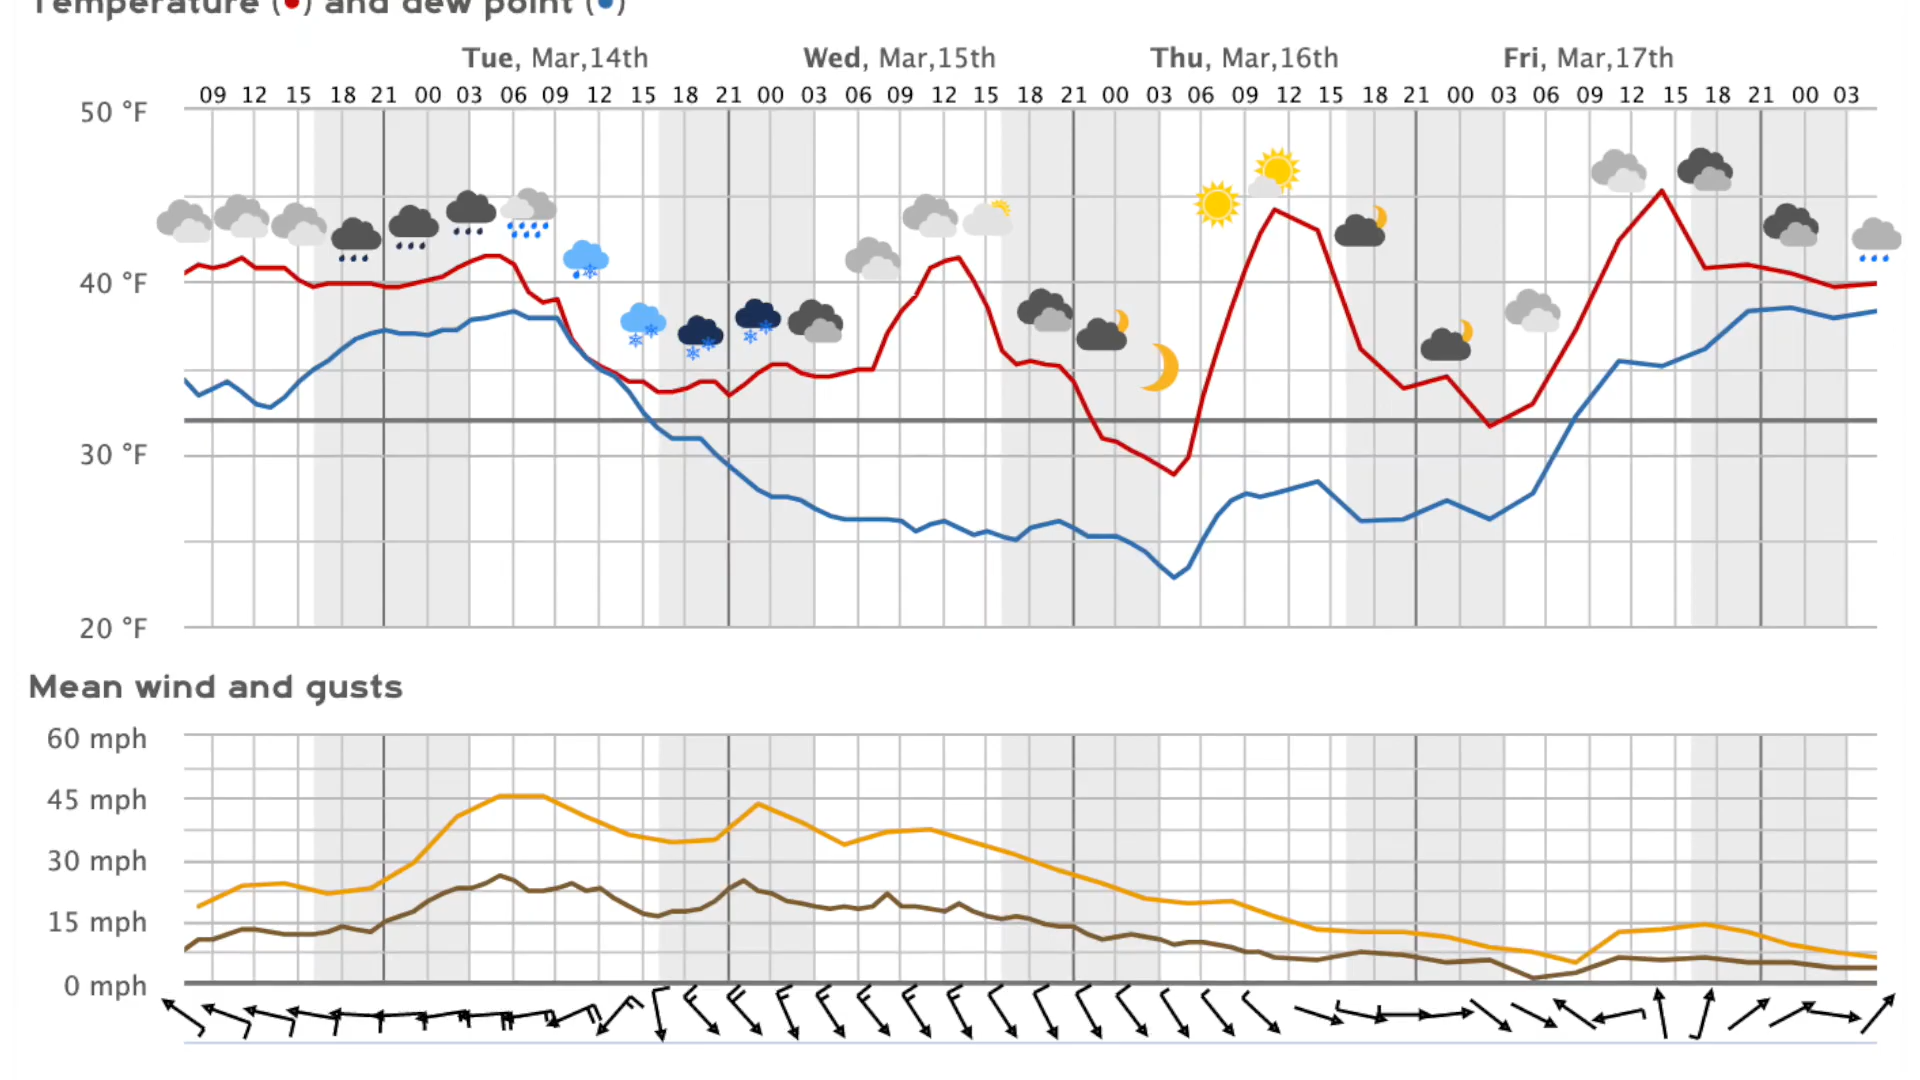 Temperature (●) and dew point (●)
Tue, Mar,14th Wed, Mar,15th Thu, Mar,16th Fri, Mar,17th
09 12 15 18 21 00 03 06 09 12 15 18 21 00 03 06 09 12 15 18 21 00 03 06 09 12 15 18 21 00 03 06 09 12 15 18 21 00 03
50 °F
40 °F
30 °F
20 °F
Mean wind and gusts
60 mph
45 mph
30 mph
15 mph
0 mph